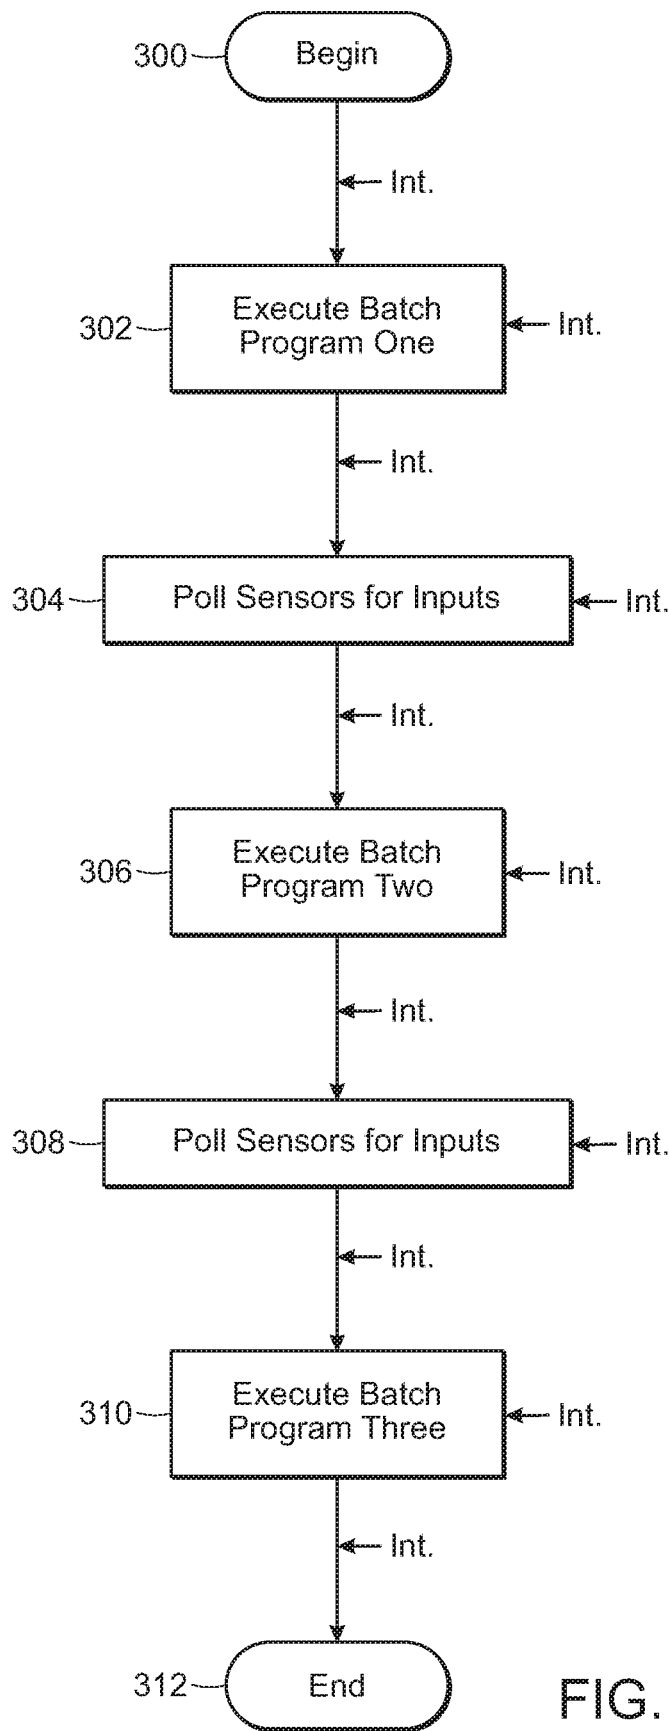 300
Begin
Int.
302
Execute Batch
Program One
Int.
Int.
304
Poll Sensors for Inputs
Int.
Int.
306
Execute Batch
Program Two
Int.
Int.
308
Poll Sensors for Inputs
Int.
Int.
310
Execute Batch
Program Three
Int.
Int.
312
End
FIG.